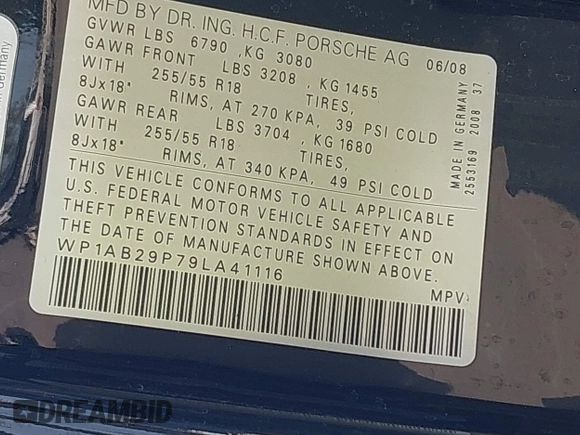 MFD BY DR. ING. H.C.F. PORSCHE AG 06/08
GVWR LBS 6790 , KG 3080
GAWR FRONT LBS 3208 , KG 1455
WITH 255/55 R18 TIRES,
8Jx18" RIMS, AT 270 KPA, 39 PSI COLD
GAWR REAR LBS 3704 , KG 1680
WITH 255/55 R18 TIRES,
8Jx18" RIMS, AT 340 KPA, 49 PSI COLD
THIS VEHICLE CONFORMS TO ALL APPLICABLE
U.S. FEDERAL MOTOR VEHICLE SAFETY AND
THEFT PREVENTION STANDARDS IN EFFECT ON
THE DATE OF MANUFACTURE SHOWN ABOVE.
WP1AB29P79LA41116
MPV
MADE IN GERMANY
2553169 2008 37
Germany
DREAMBID